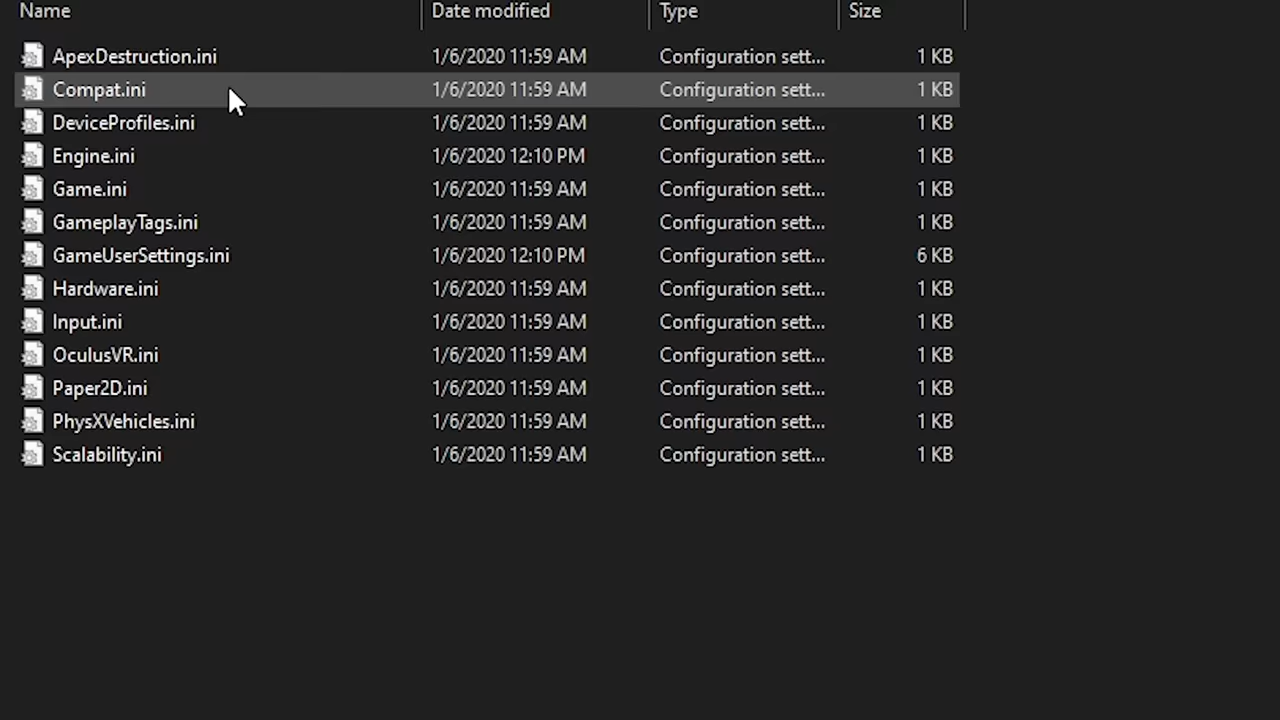 Name Date modified Type Size
ApexDestruction.ini 1/6/2020 11:59 AM Configuration sett... 1 KB
Compat.ini 1/6/2020 11:59 AM Configuration sett... 1 KB
DeviceProfiles.ini 1/6/2020 11:59 AM Configuration sett... 1 KB
Engine.ini 1/6/2020 12:10 PM Configuration sett... 1 KB
Game.ini 1/6/2020 11:59 AM Configuration sett... 1 KB
GameplayTags.ini 1/6/2020 11:59 AM Configuration sett... 1 KB
GameUserSettings.ini 1/6/2020 12:10 PM Configuration sett... 6 KB
Hardware.ini 1/6/2020 11:59 AM Configuration sett... 1 KB
Input.ini 1/6/2020 11:59 AM Configuration sett... 1 KB
OculusVR.ini 1/6/2020 11:59 AM Configuration sett... 1 KB
Paper2D.ini 1/6/2020 11:59 AM Configuration sett... 1 KB
PhysXVehicles.ini 1/6/2020 11:59 AM Configuration sett... 1 KB
Scalability.ini 1/6/2020 11:59 AM Configuration sett... 1 KB